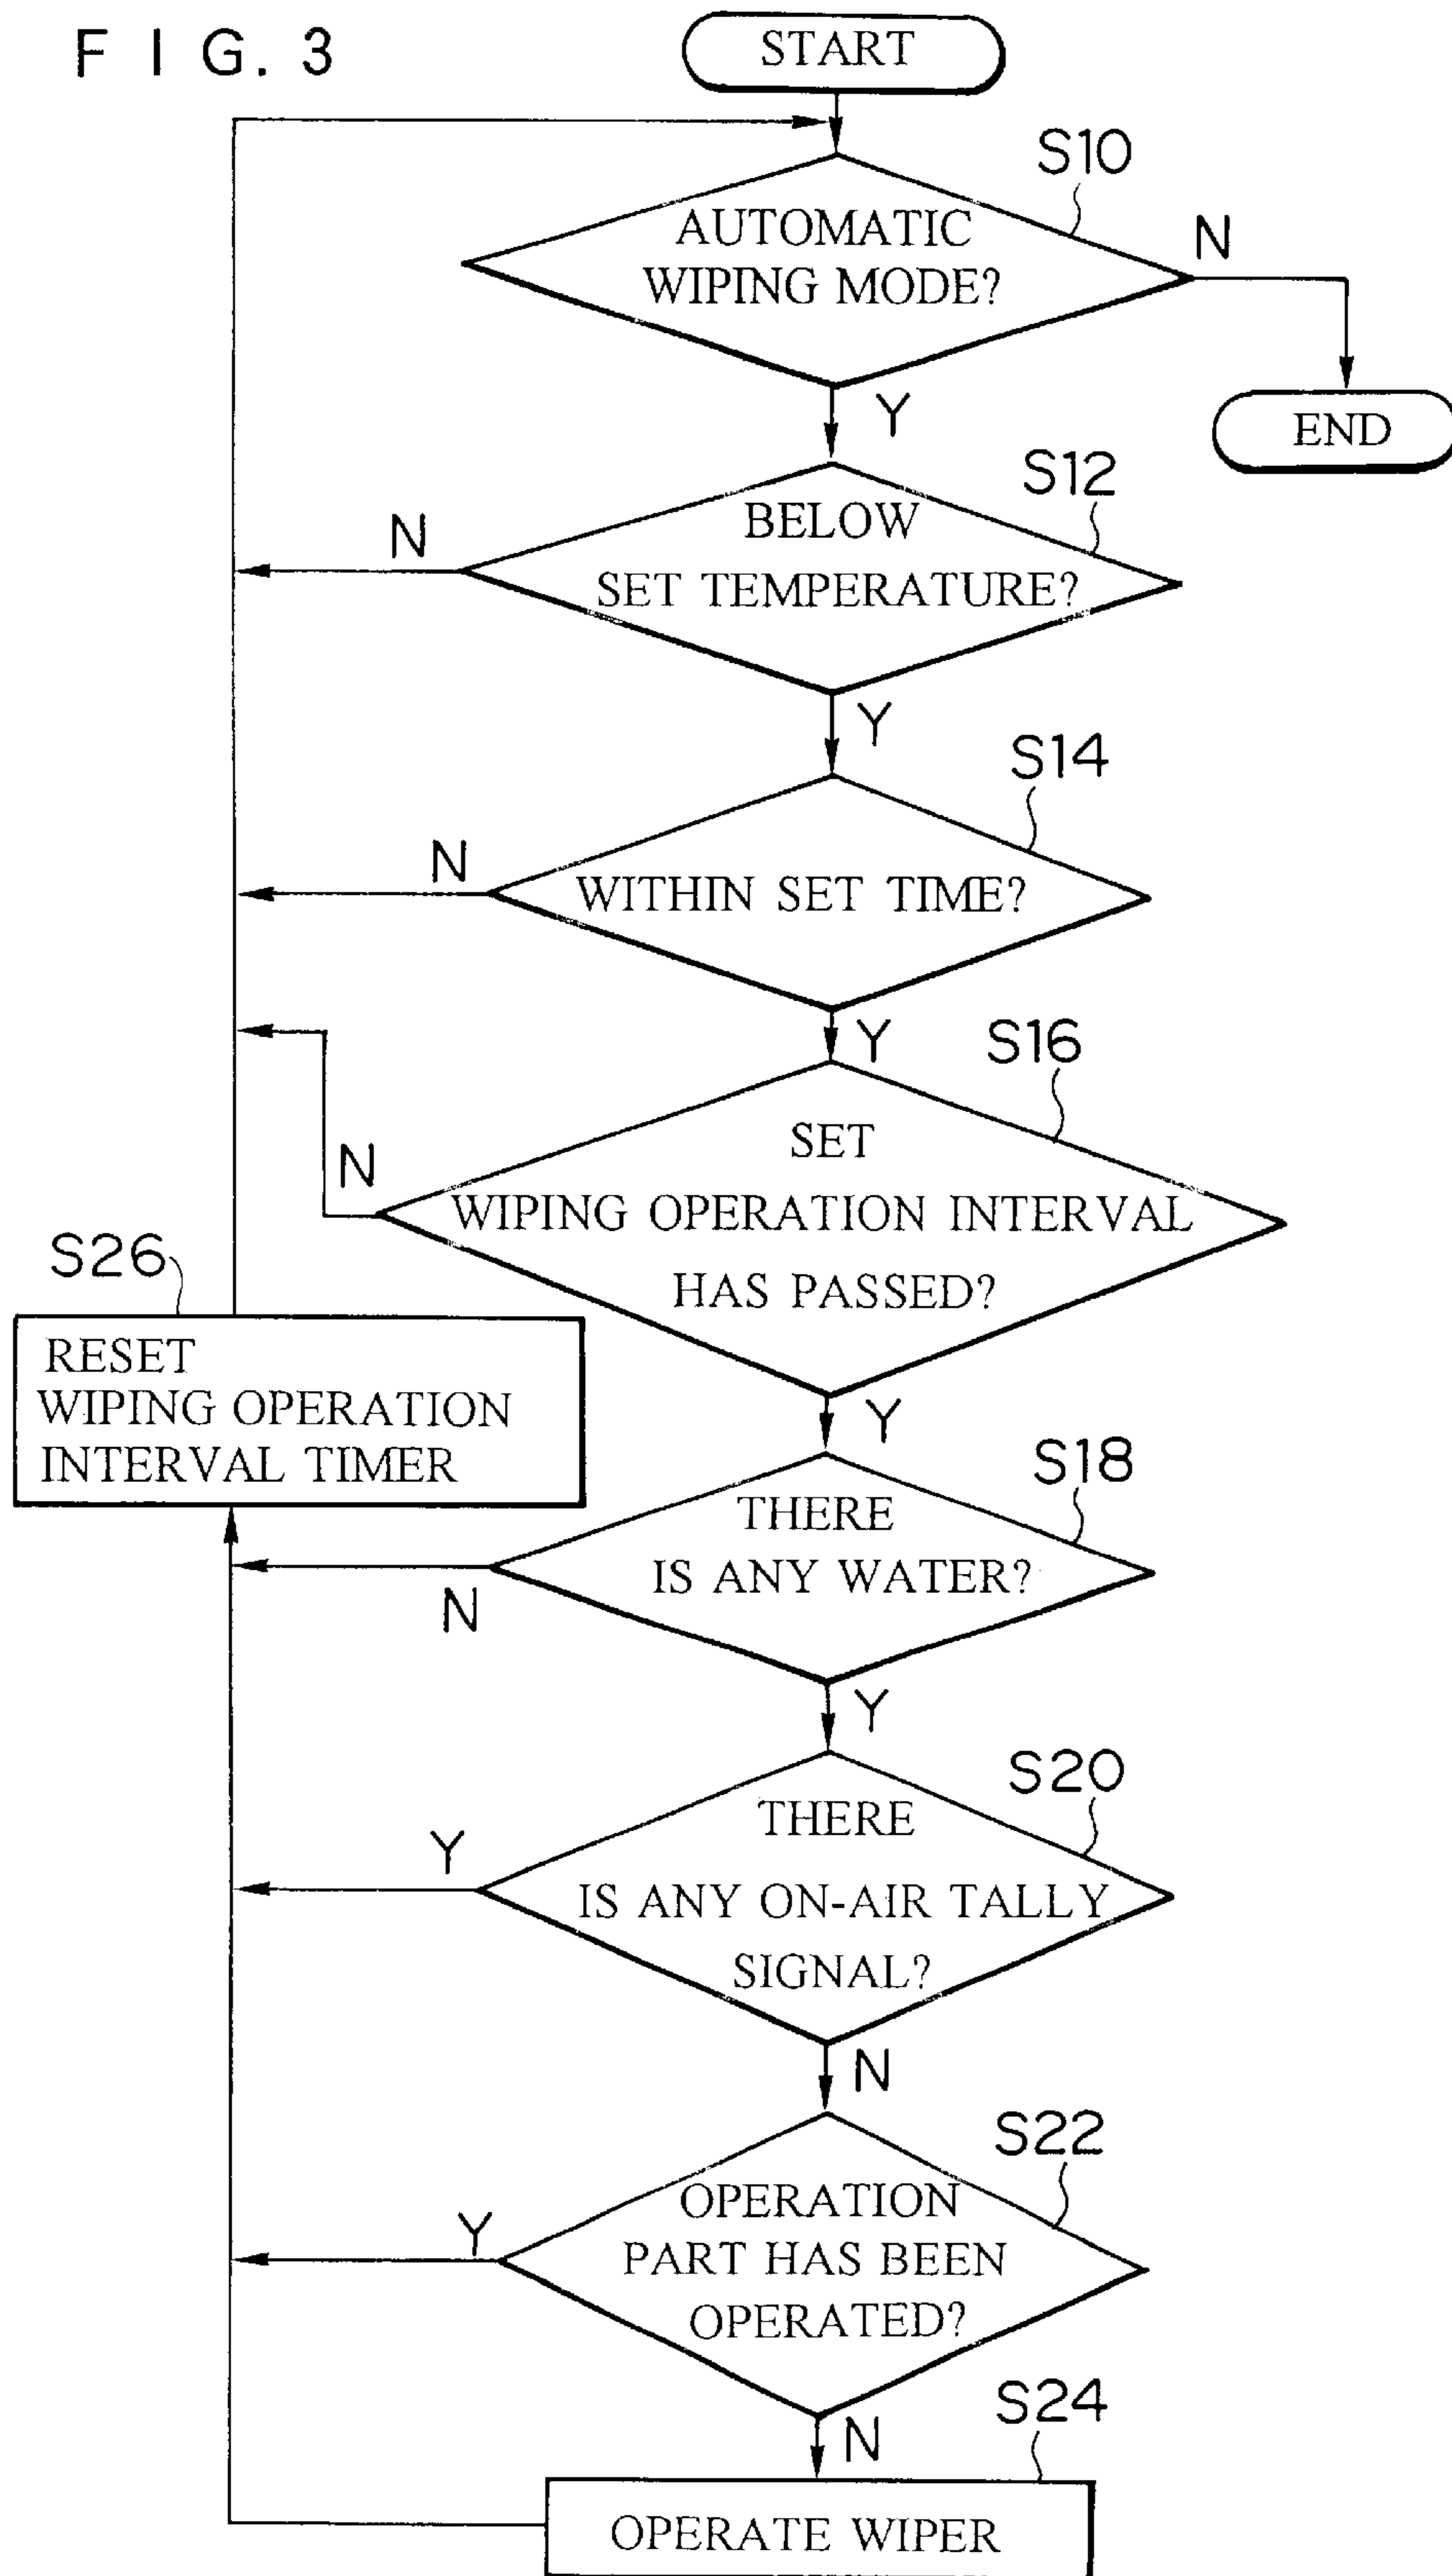 FIG. 3
START
S10
AUTOMATIC
WIPING MODE?
N
Y
END
S12
BELOW
SET TEMPERATURE?
N
Y
S14
WITHIN SET TIME?
N
Y
S16
SET
WIPING OPERATION INTERVAL
HAS PASSED?
N
Y
S26
RESET
WIPING OPERATION
INTERVAL TIMER
S18
THERE
IS ANY WATER?
N
Y
S20
THERE
IS ANY ON-AIR TALLY
SIGNAL?
Y
N
S22
OPERATION
PART HAS BEEN
OPERATED?
Y
N
S24
OPERATE WIPER